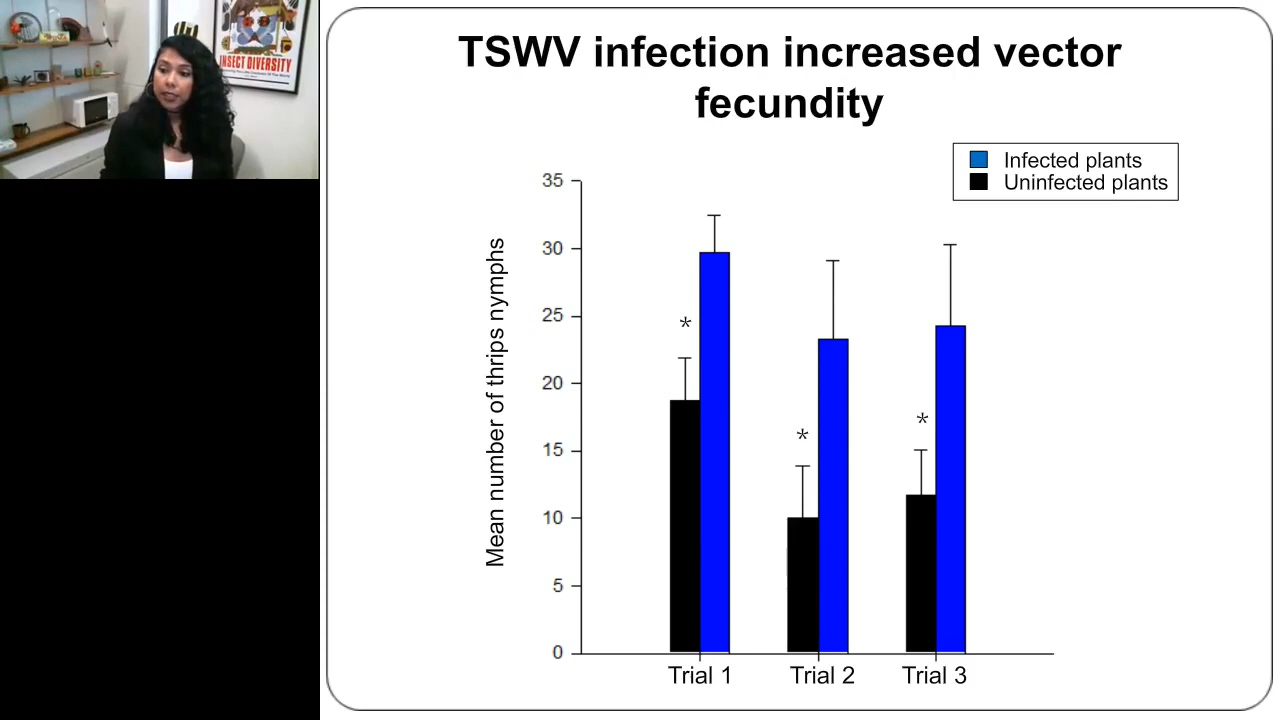 INSECT DIVERSITY
TSWV infection increased vector
fecundity
Infected plants
Uninfected plants
35
30
25
20
15
10
5
0
Mean number of thrips nymphs
*
*
*
Trial 1
Trial 2
Trial 3